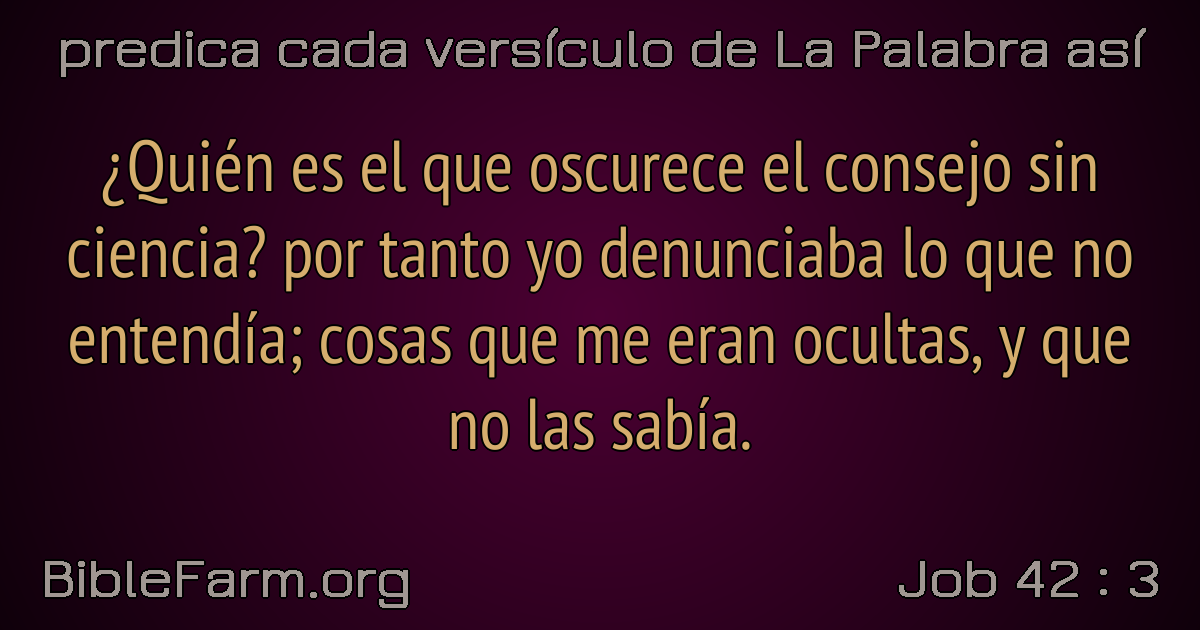 predica cada versículo de La Palabra así
¿Quién es el que oscurece el consejo sin
ciencia? por tanto yo denunciaba lo que no
entendía; cosas que me eran ocultas, y que
no las sabía.
BibleFarm.org
Job 42 : 3